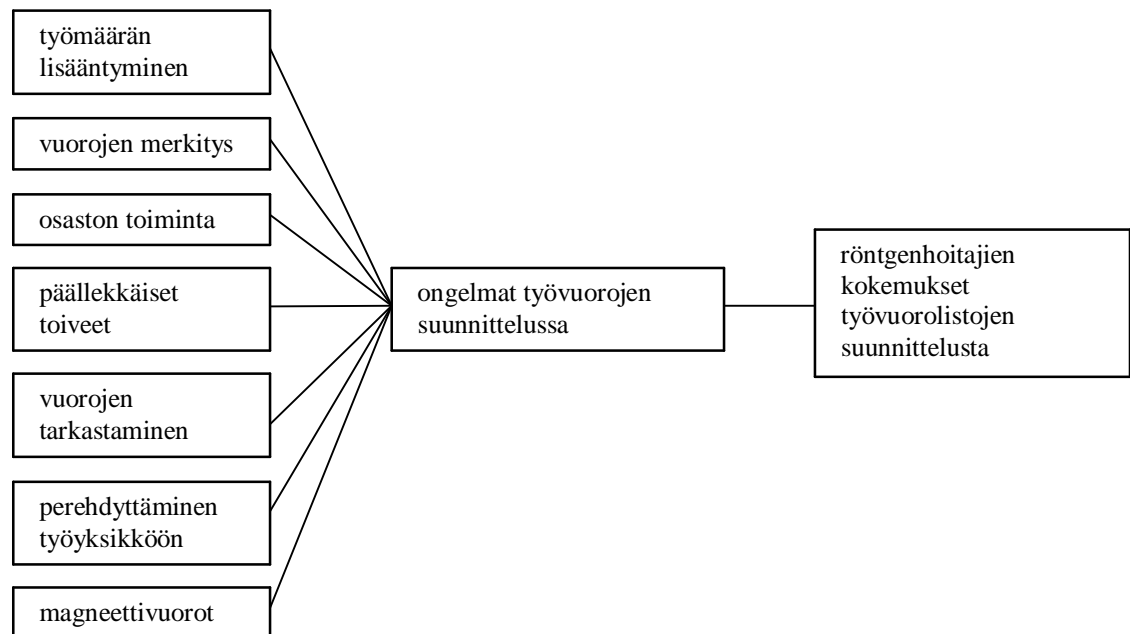 työmäärän
lisääntyminen
vuorojen merkitys
osaston toiminta
päällekkäiset
toiveet
vuorojen
tarkastaminen
perehdyttäminen
työyksikköön
magneettivuorot
ongelmat työvuorojen
suunnittelussa
röntgenhoitajien
kokemukset
työvuorolistojen
suunnittelusta